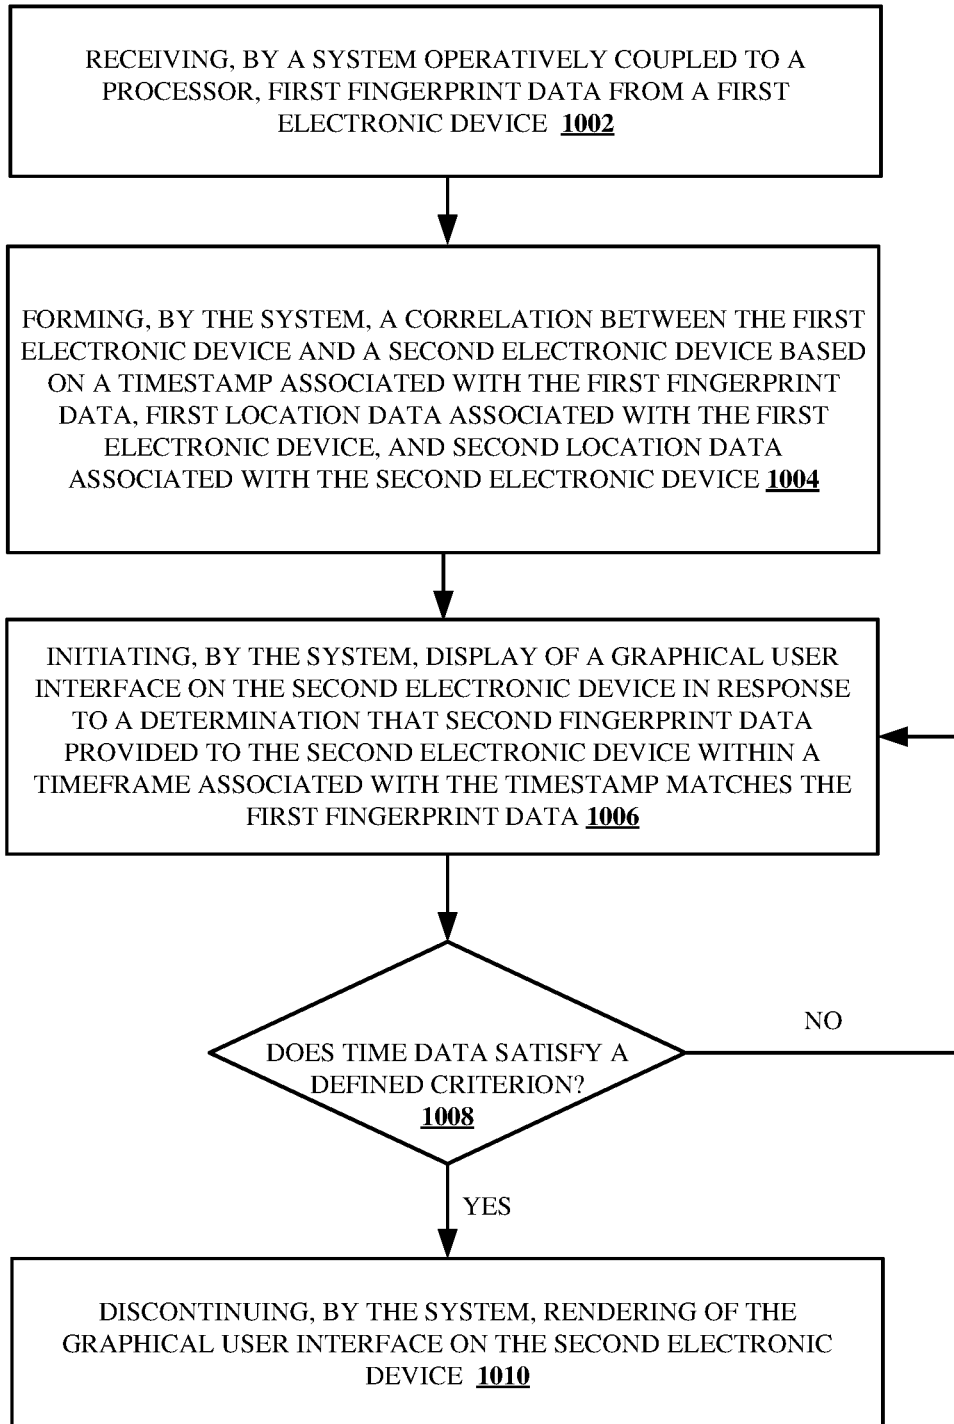 RECEIVING, BY A SYSTEM OPERATIVELY COUPLED TO A
PROCESSOR, FIRST FINGERPRINT DATA FROM A FIRST
ELECTRONIC DEVICE 1002
FORMING, BY THE SYSTEM, A CORRELATION BETWEEN THE FIRST
ELECTRONIC DEVICE AND A SECOND ELECTRONIC DEVICE BASED
ON A TIMESTAMP ASSOCIATED WITH THE FIRST FINGERPRINT
DATA, FIRST LOCATION DATA ASSOCIATED WITH THE FIRST
ELECTRONIC DEVICE, AND SECOND LOCATION DATA
ASSOCIATED WITH THE SECOND ELECTRONIC DEVICE 1004
INITIATING, BY THE SYSTEM, DISPLAY OF A GRAPHICAL USER
INTERFACE ON THE SECOND ELECTRONIC DEVICE IN RESPONSE
TO A DETERMINATION THAT SECOND FINGERPRINT DATA
PROVIDED TO THE SECOND ELECTRONIC DEVICE WITHIN A
TIMEFRAME ASSOCIATED WITH THE TIMESTAMP MATCHES THE
FIRST FINGERPRINT DATA 1006
NO
DOES TIME DATA SATISFY A
DEFINED CRITERION?
1008
YES
DISCONTINUING, BY THE SYSTEM, RENDERING OF THE
GRAPHICAL USER INTERFACE ON THE SECOND ELECTRONIC
DEVICE 1010